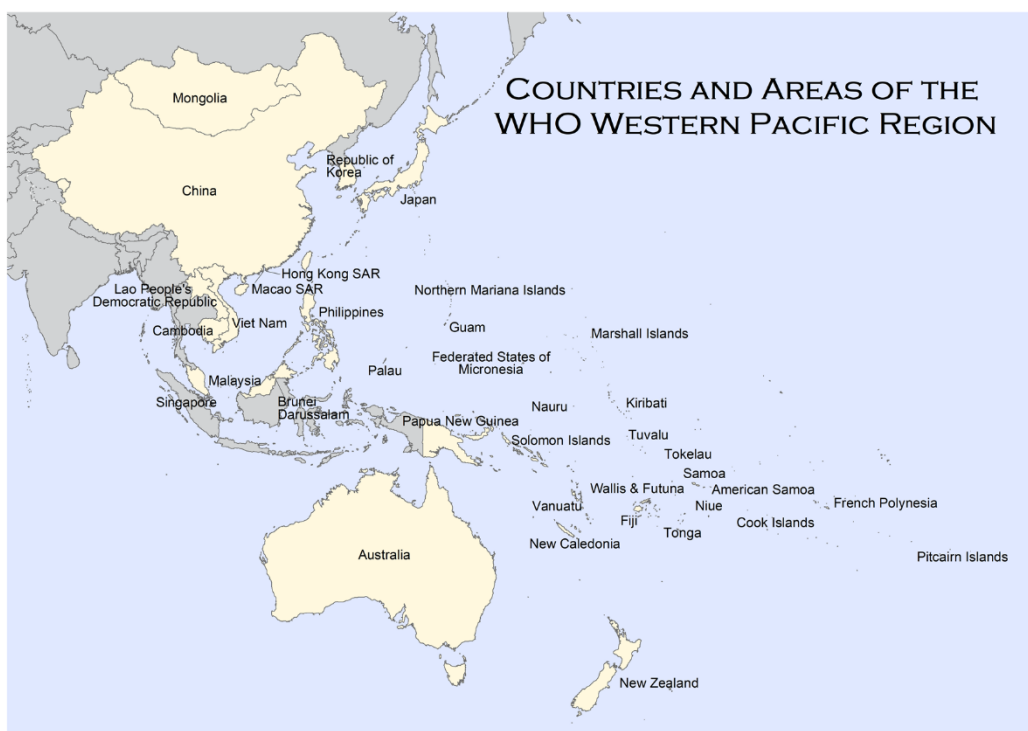 COUNTRIES AND AREAS OF THE
WHO WESTERN PACIFIC REGION
Mongolia
Republic of
Korea
China
Japan
Hong Kong SAR
Lao People's
Democratic Republic
Macao SAR
Northern Mariana Islands
Philippines
Viet Nam
Cambodia
Guam
Marshall Islands
Federated States of
Micronesia
Palau
Malaysia
Singapore
Brunei
Darussalam
Nauru
Kiribati
Papua New Guinea
Solomon Islands
Tuvalu
Tokelau
Samoa
Wallis & Futuna
American Samoa
Vanuatu
Niue
French Polynesia
Fiji
Cook Islands
Tonga
New Caledonia
Australia
Pitcairn Islands
New Zealand